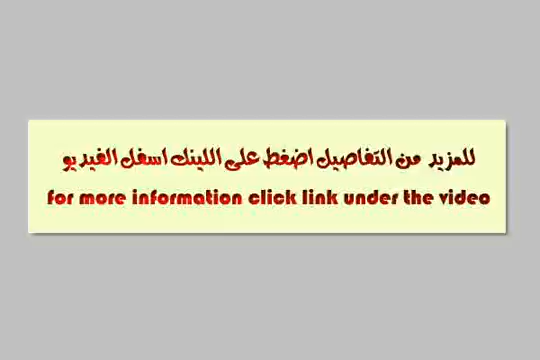 للمزيد من التفاصيل اضغط على اللينك اسفل الفيديو
for more information click link under the video